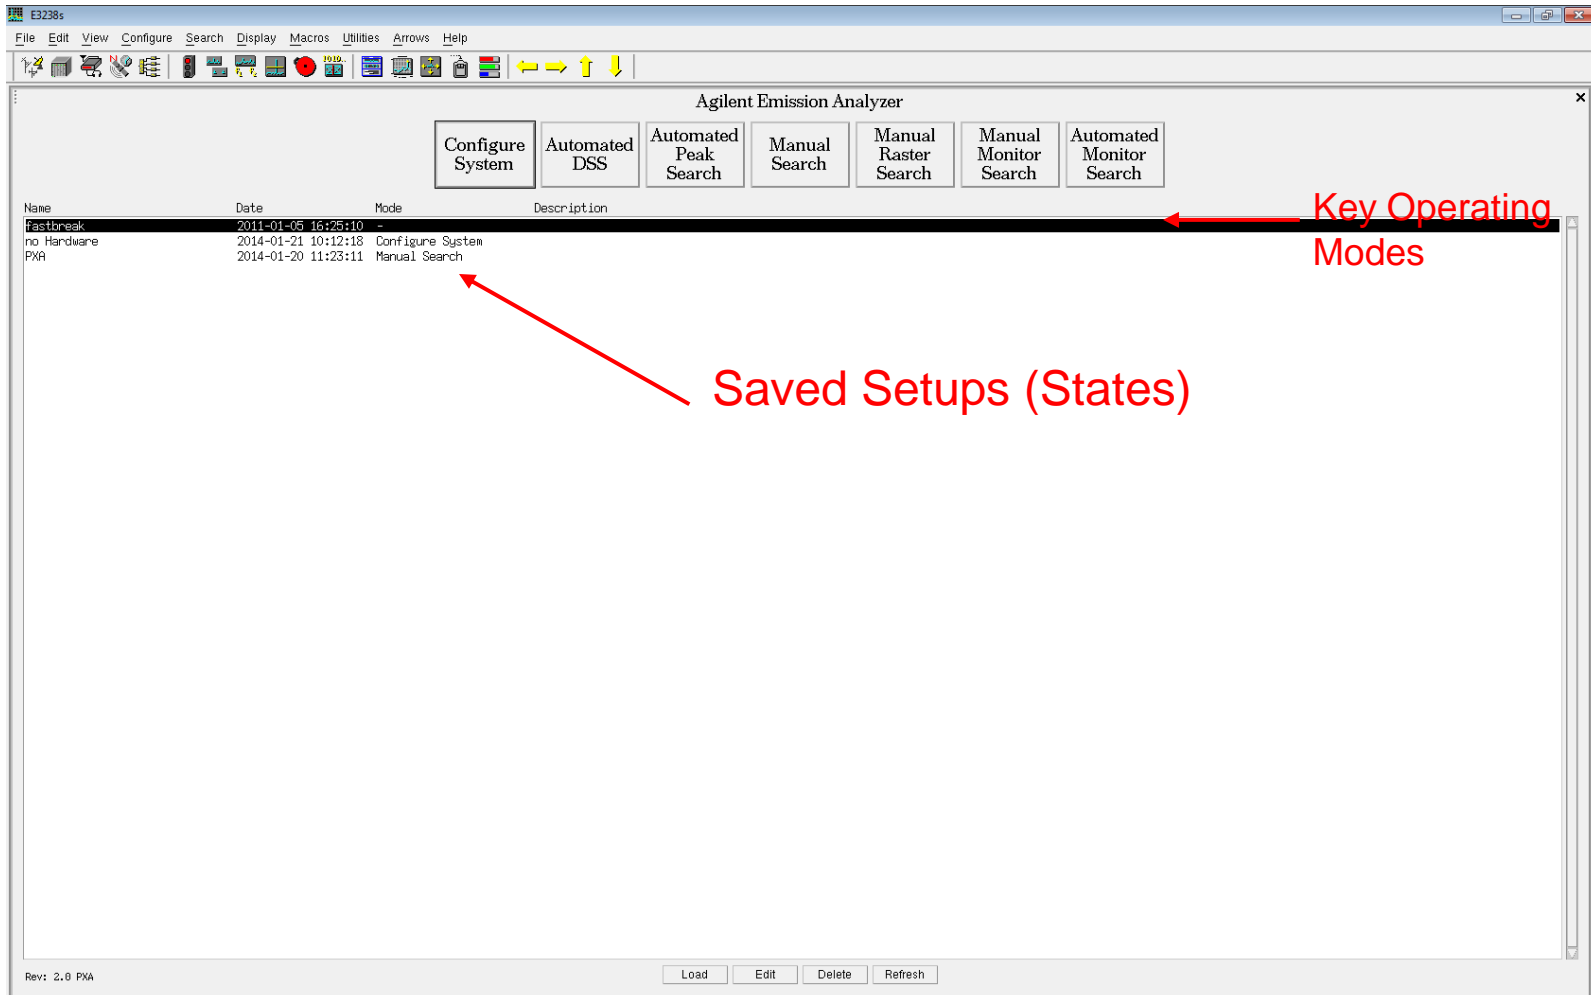 E3238s
File Edit View Configure Search Display Macros Utilities Arrows Help
Agilent Emission Analyzer
Configure System
Automated DSS
Automated Peak Search
Manual Search
Manual Raster Search
Manual Monitor Search
Automated Monitor Search
Name Date Mode Description
fastbreak 2011-01-05 16:25:10 -
no Hardware 2014-01-21 10:12:18 Configure System
PXA 2014-01-20 11:23:11 Manual Search
Key Operating
Modes
Saved Setups (States)
Rev: 2.0 PXA
Load Edit Delete Refresh